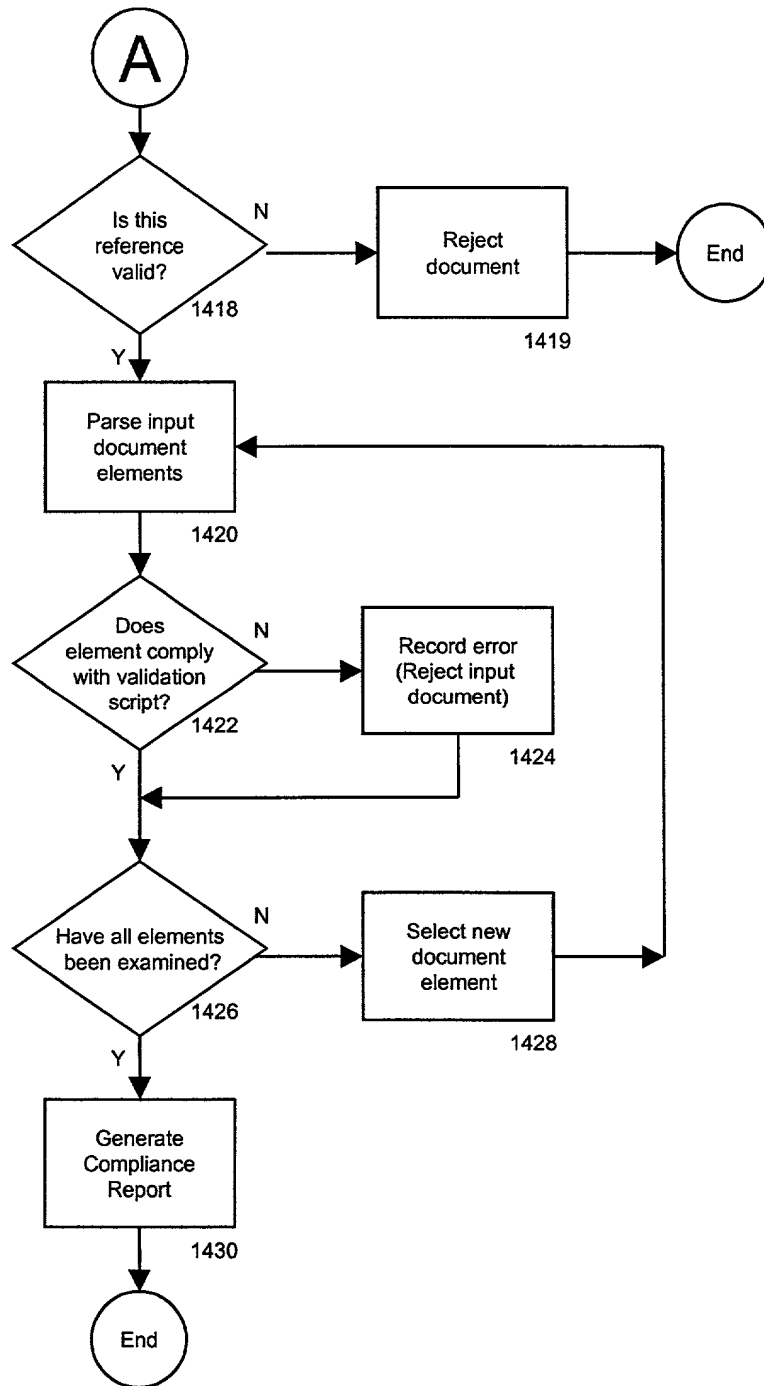 A
Is this
reference
valid?
N
1418
Reject
document
1419
End
Y
Parse input
document
elements
1420
Does
element comply
with validation
script?
N
1422
Record error
(Reject input
document)
1424
Y
Have all elements
been examined?
N
1426
Select new
document
element
1428
Y
Generate
Compliance
Report
1430
End